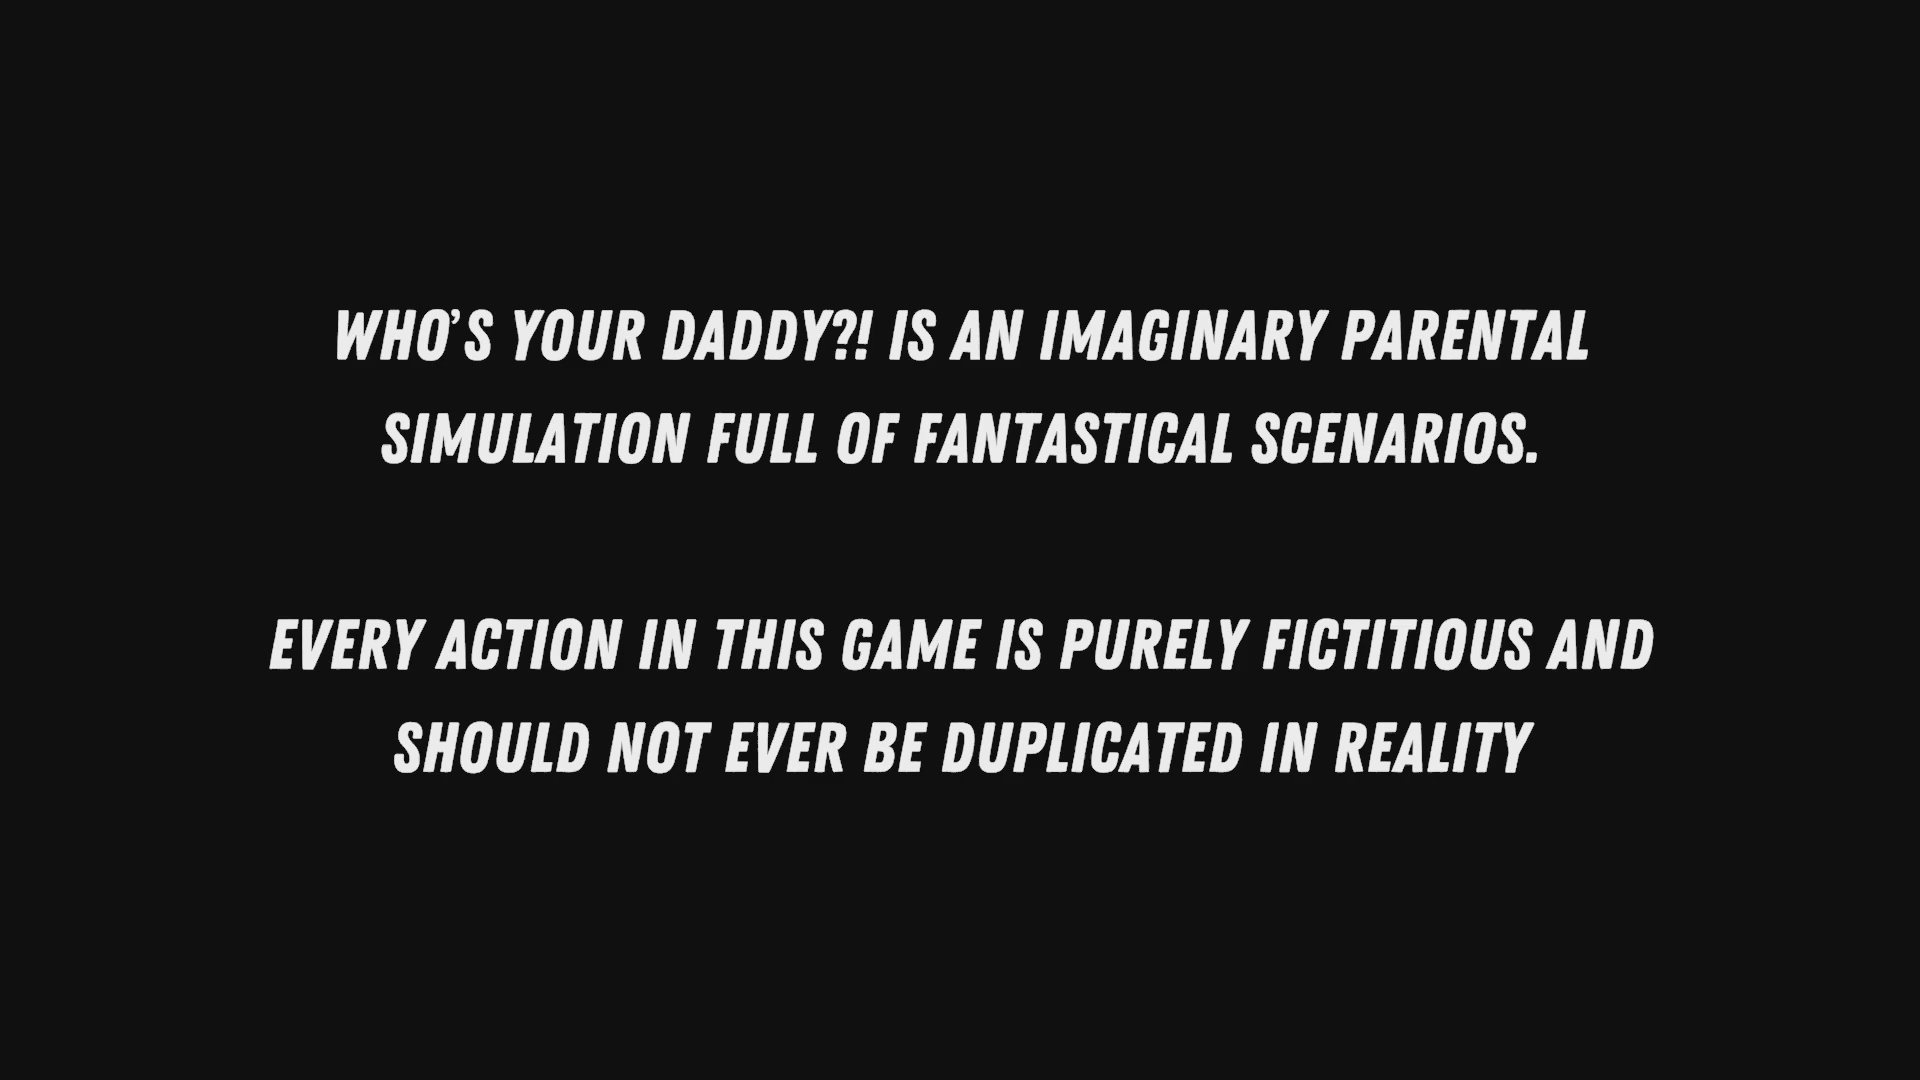 WHO'S YOUR DADDY?! IS AN IMAGINARY PARENTAL
SIMULATION FULL OF FANTASTICAL SCENARIOS.
EVERY ACTION IN THIS GAME IS PURELY FICTITIOUS AND
SHOULD NOT EVER BE DUPLICATED IN REALITY